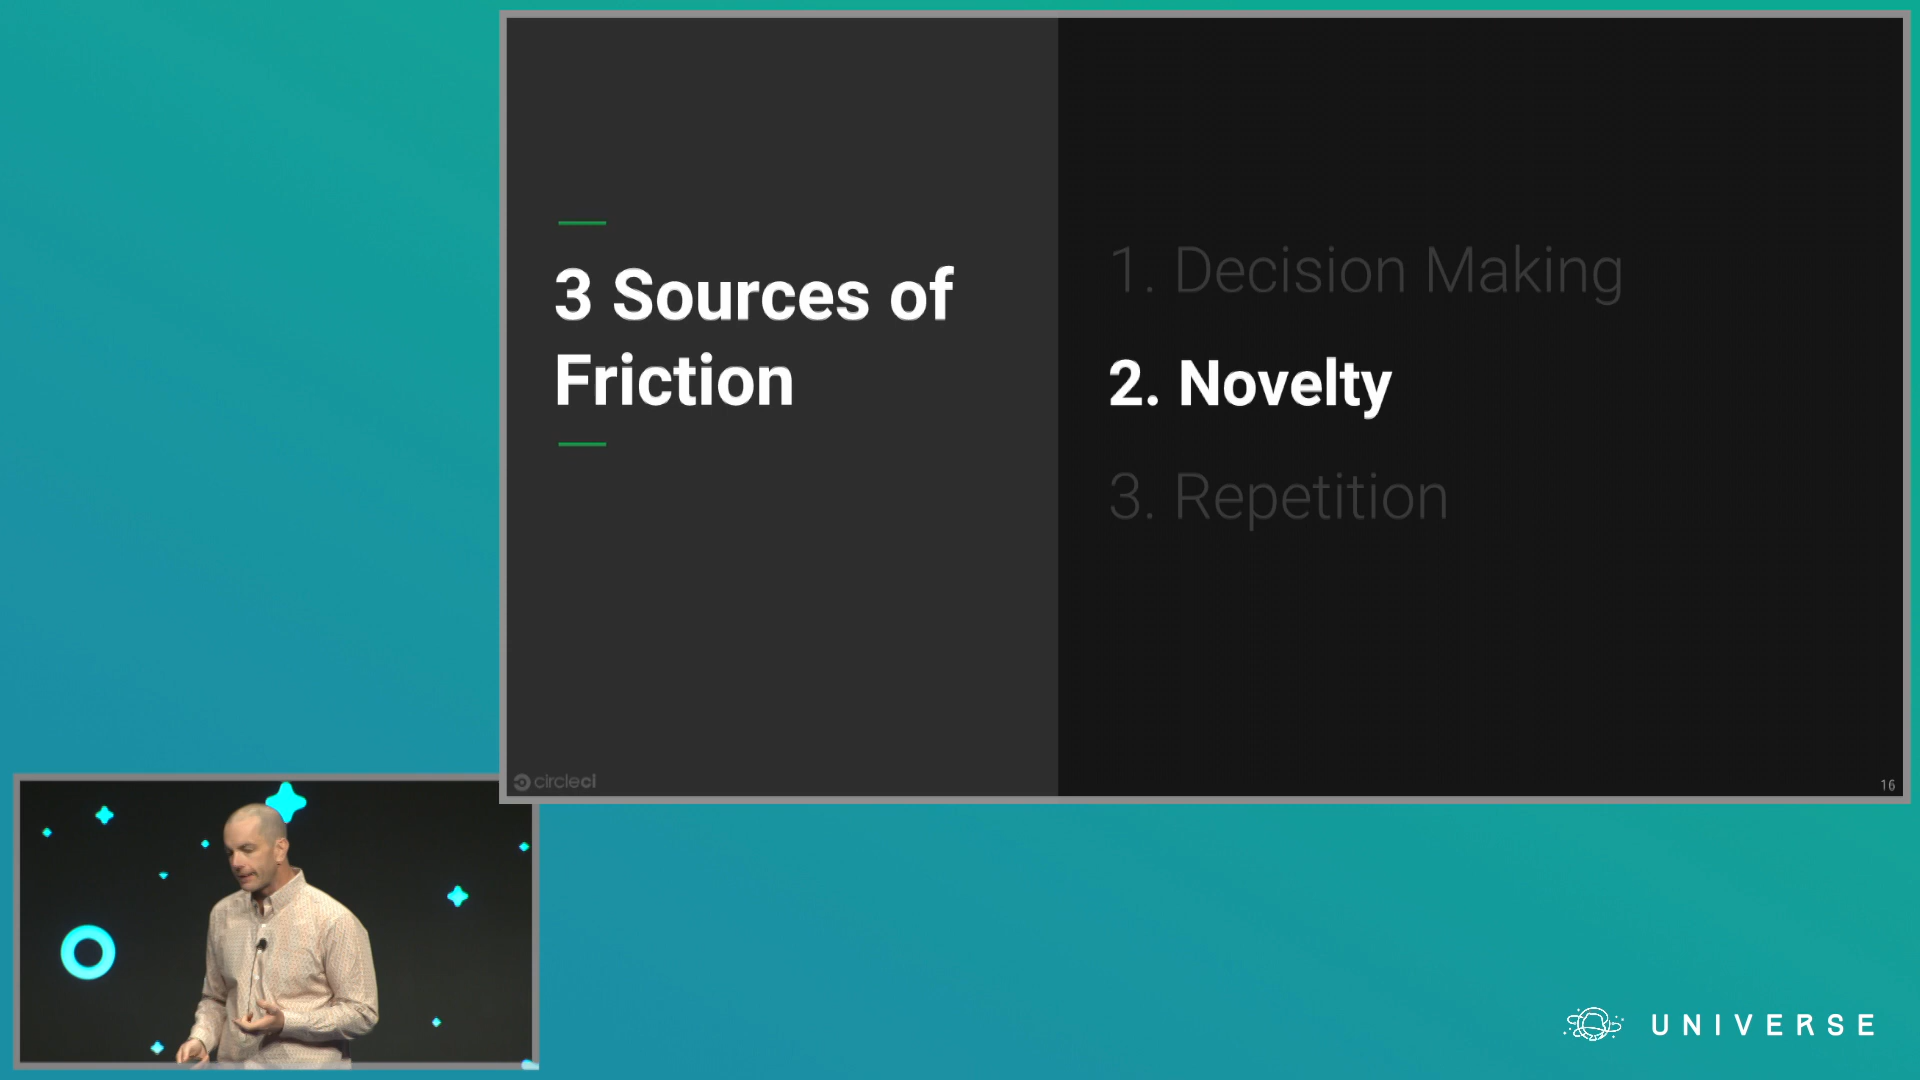 3 Sources of
Friction
1. Decision Making
2. Novelty
3. Repetition
circleci
16
UNIVERSE